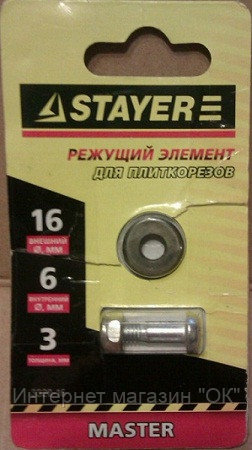 STAYER
РЕЖУЩИЙ ЭЛЕМЕНТ
ДЛЯ ПЛИТКОРЕЗОВ
16
ВНЕШНИЙ
Ø, ММ
6
ВНУТРЕННИЙ
Ø, ММ
3
ТОЛЩИНА, ММ
Интернет магазин "ОК"
MASTER